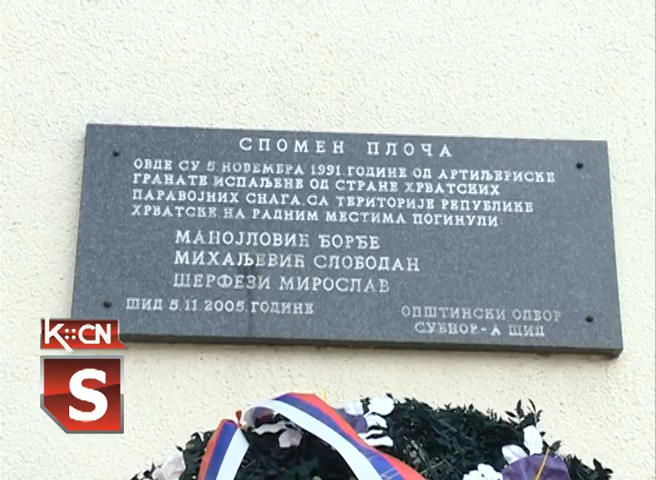 СПОМЕН ПЛОЧА
ОВДЕ СУ 5.НОВЕМБРА 1991.ГОДИНЕ ОД АРТИЉЕРИСКЕ
ГРАНАТЕ ИСПАЉЕНЕ ОД СТРАНЕ ХРВАТСКИХ
ПАРАВОЈНИХ СНАГА, СА ТЕРИТОРИЈЕ РЕПУБЛИКЕ
ХРВАТСКЕ, НА РАДНИМ МЕСТИМА ПОГИНУЛИ:
МАНОЈЛОВИЋ ЂОРЂЕ
МИХАЉЕВИЋ СЛОБОДАН
ШЕРФЕЗИ МИРОСЛАВ
ШИД 5.11.2005.ГОДИНЕ
ОПШТИНСКИ ОДБОР
СУБНОР-А ШИД
K::CN
S